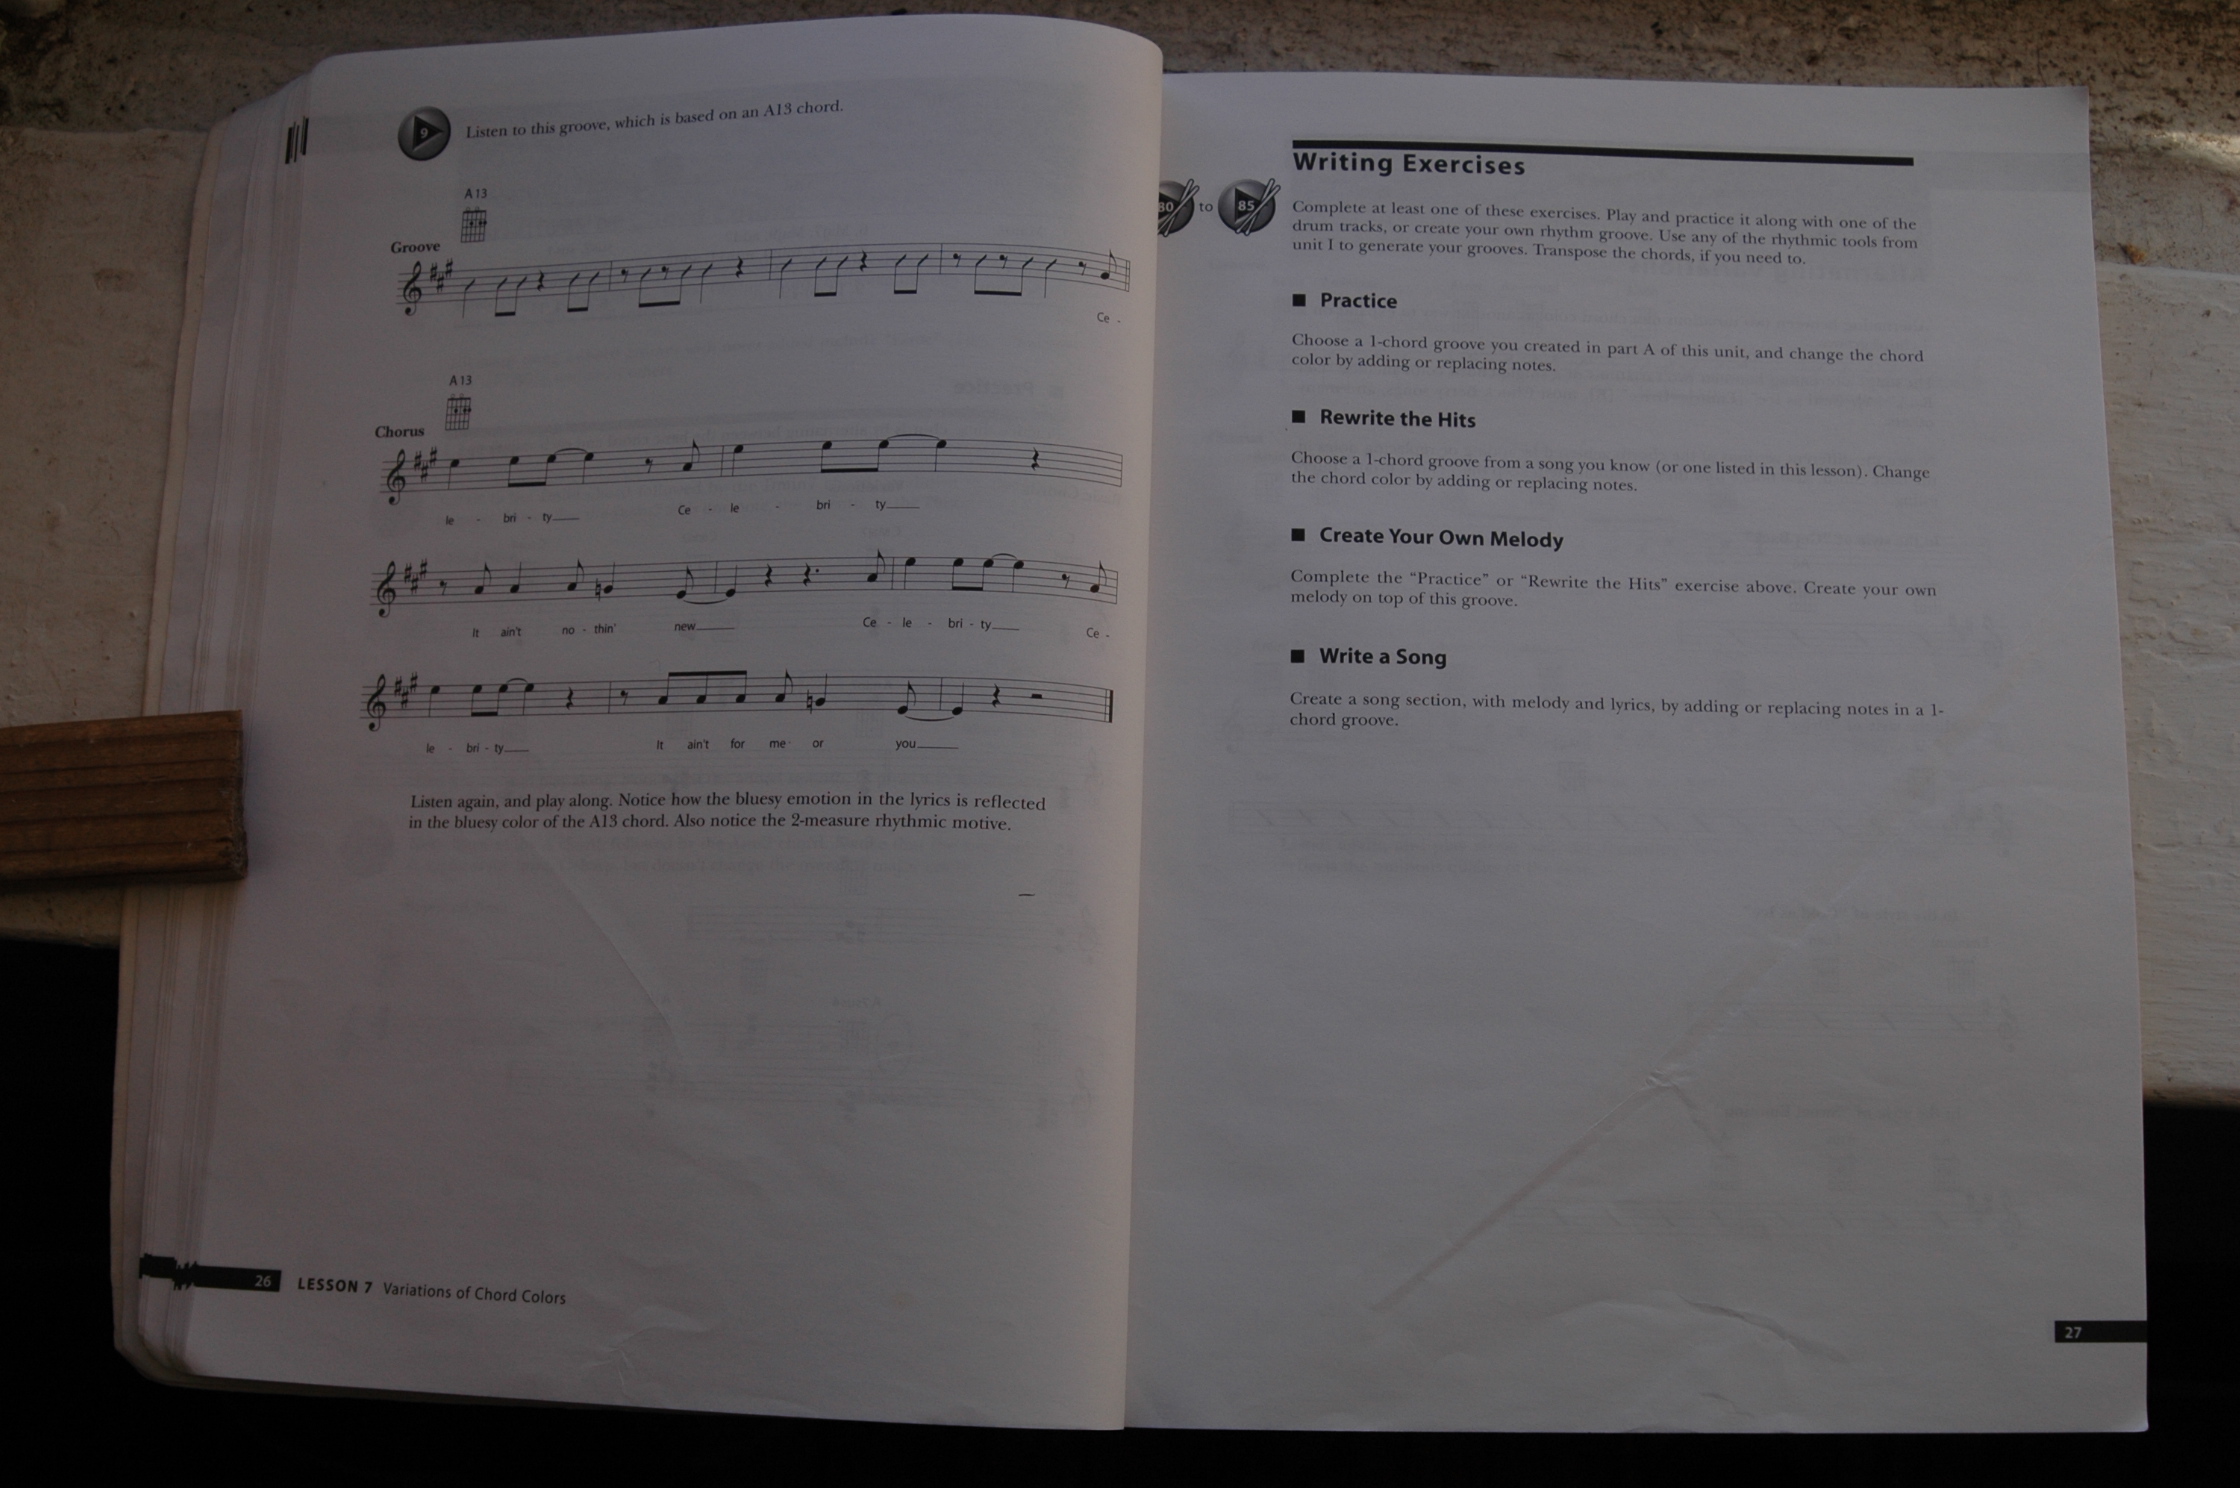 9
Listen to this groove, which is based on an A13 chord.
A13
Groove
Ce -
A13
Chorus
le - bri - ty Ce - le - bri - ty
It ain't no - thin' new Ce - le - bri - ty Ce -
le - bri - ty It ain't for me or you
Listen again, and play along. Notice how the bluesy emotion in the lyrics is reflected
in the bluesy color of the A13 chord. Also notice the 2-measure rhythmic motive.
26 LESSON 7 Variations of Chord Colors
Writing Exercises
80 to 85
Complete at least one of these exercises. Play and practice it along with one of the
drum tracks, or create your own rhythm groove. Use any of the rhythmic tools from
unit I to generate your grooves. Transpose the chords, if you need to.
■ Practice
Choose a 1-chord groove you created in part A of this unit, and change the chord
color by adding or replacing notes.
■ Rewrite the Hits
Choose a 1-chord groove from a song you know (or one listed in this lesson). Change
the chord color by adding or replacing notes.
■ Create Your Own Melody
Complete the “Practice” or “Rewrite the Hits” exercise above. Create your own
melody on top of this groove.
■ Write a Song
Create a song section, with melody and lyrics, by adding or replacing notes in a 1-
chord groove.
27